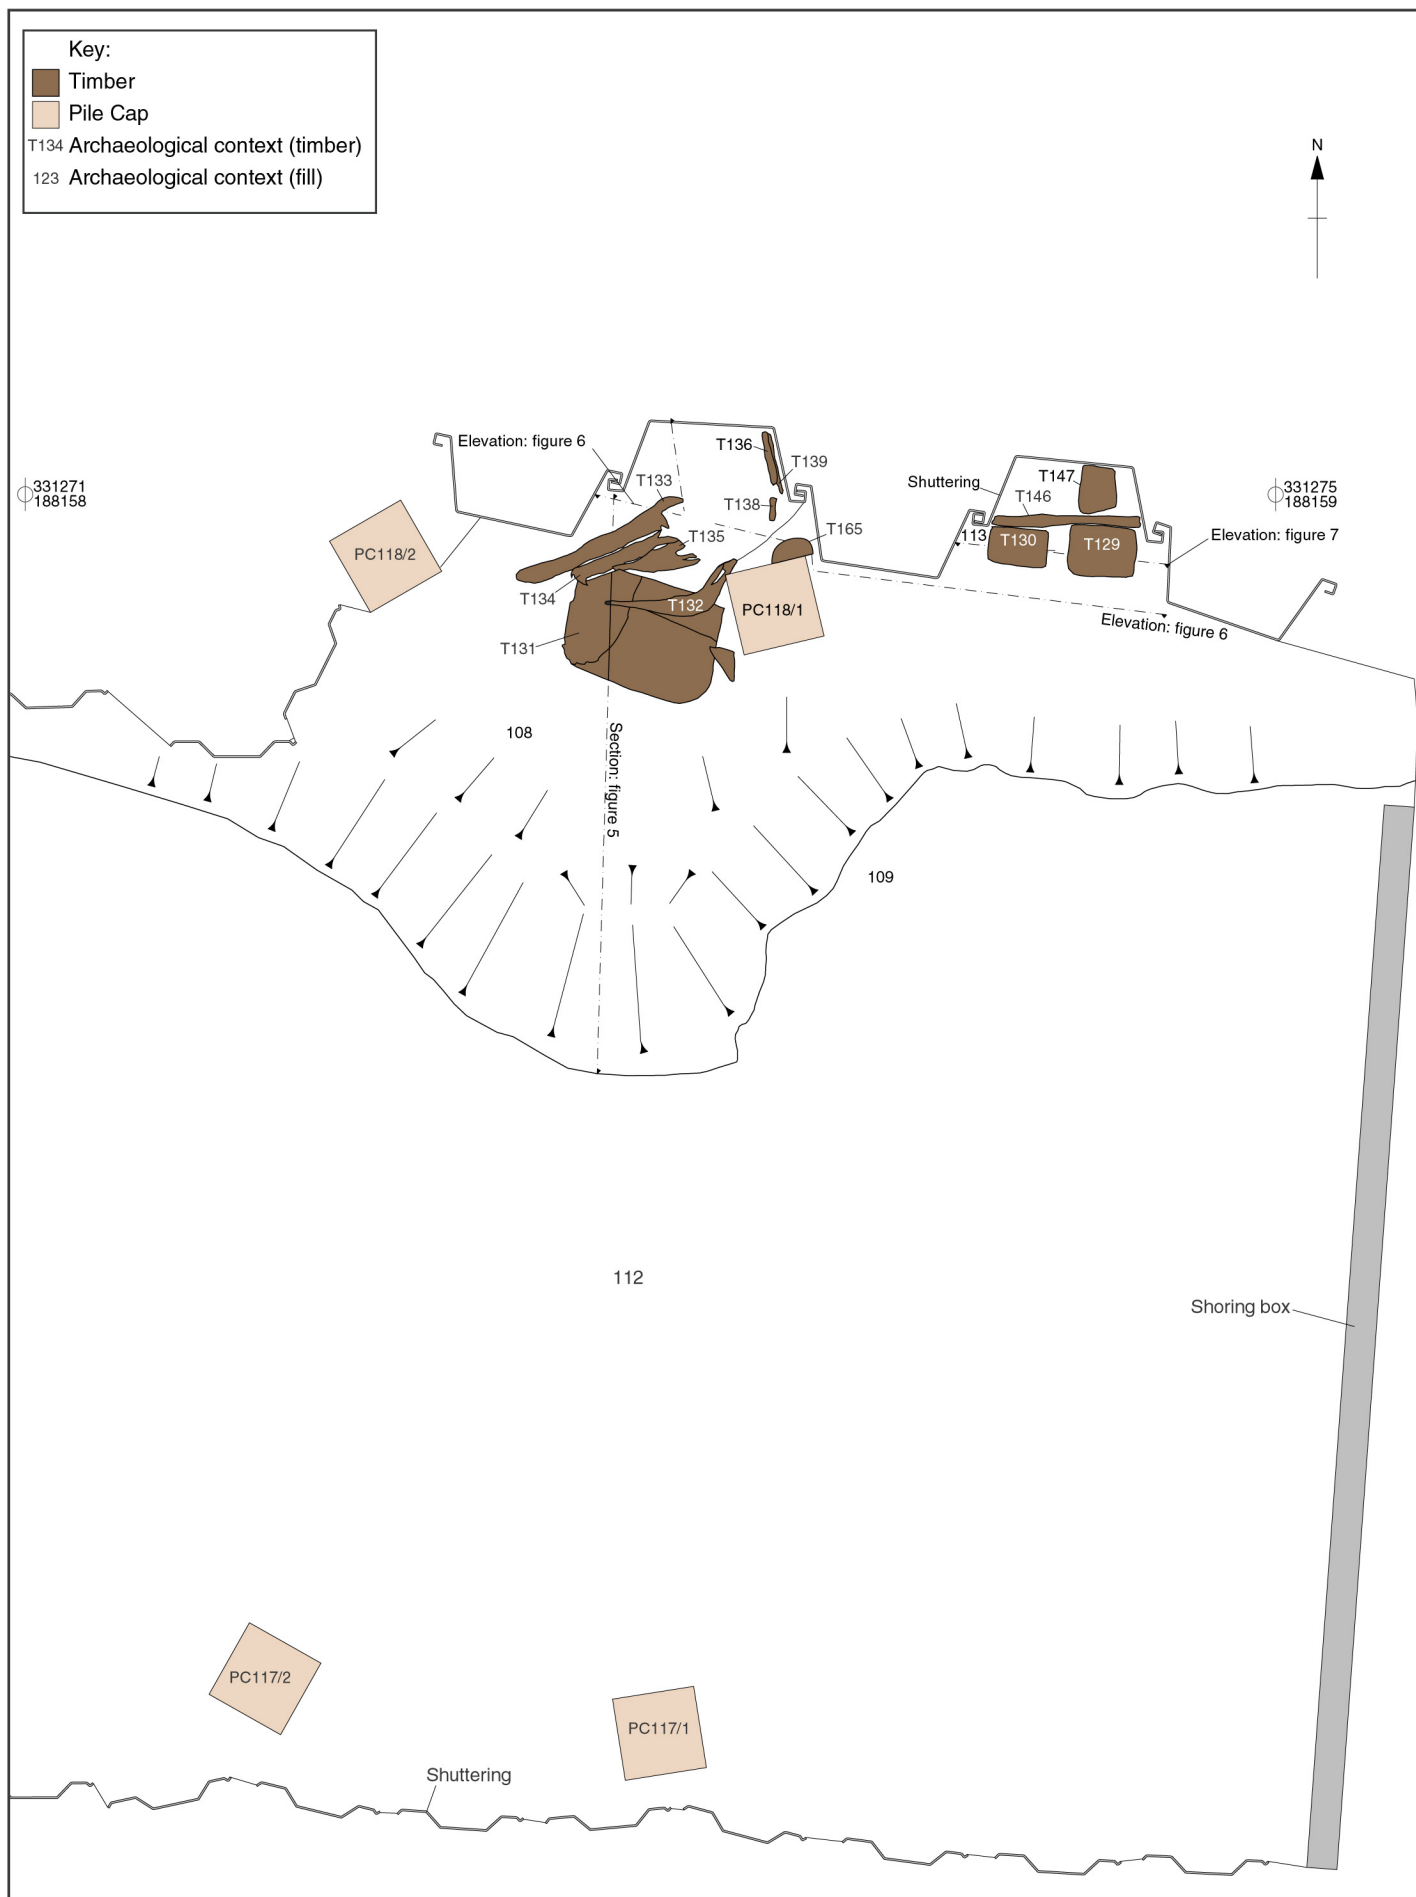 Key:
Timber
Pile Cap
T134 Archaeological context (timber)
123 Archaeological context (fill)
N
Elevation: figure 6
T136
T139
T133
T138
T135
T165
331271
188158
PC118/2
T134
T132
T131
PC118/1
Shuttering
T147
T146
113
T130
T129
331275
188159
Elevation: figure 7
Elevation: figure 6
108
Section: figure 5
109
112
Shoring box
PC117/2
PC117/1
Shuttering